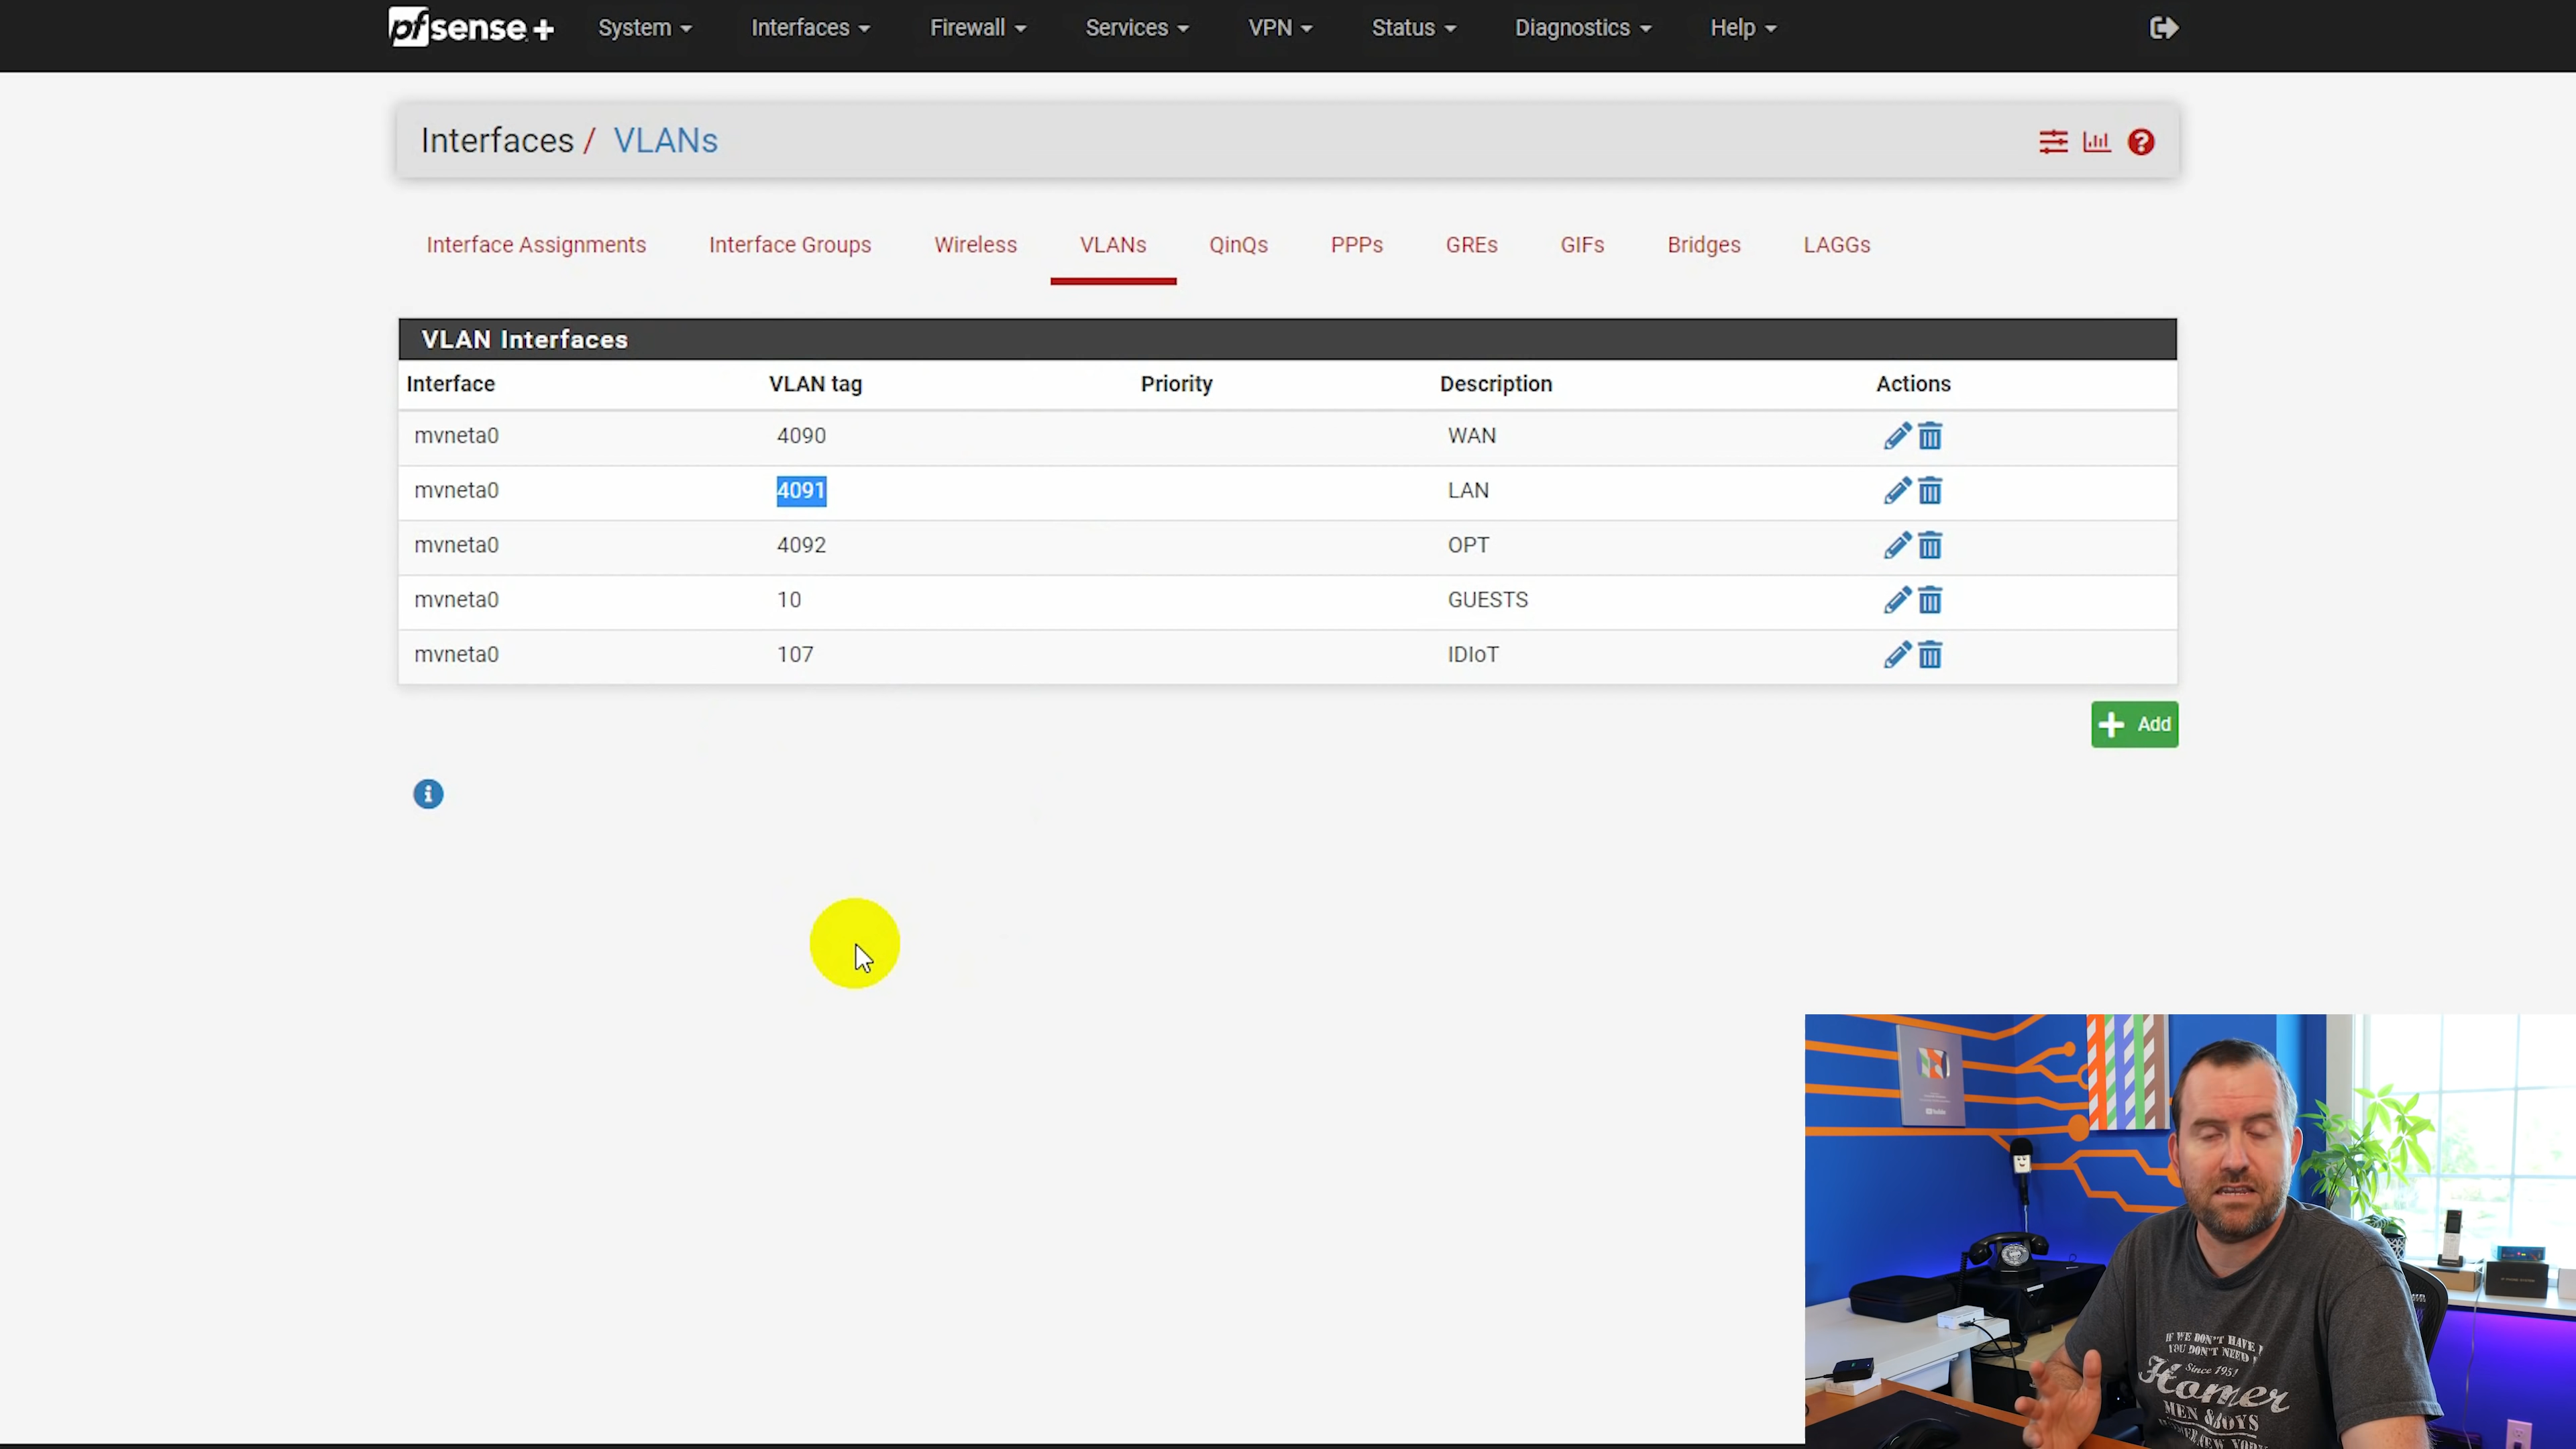 pfsense +
System Interfaces Firewall Services VPN Status Diagnostics Help
Interfaces / VLANs
Interface Assignments Interface Groups Wireless VLANs QinQs PPPs GREs GIFs Bridges LAGGs
VLAN Interfaces
Interface VLAN tag Priority Description Actions
mvneta0 4090 WAN
mvneta0 4091 LAN
mvneta0 4092 OPT
mvneta0 10 GUESTS
mvneta0 107 IDIoT
Add
IF WE DON'T HAVE
YOU DON'T NEED
Since 1951
Homer
MEN & BOYS